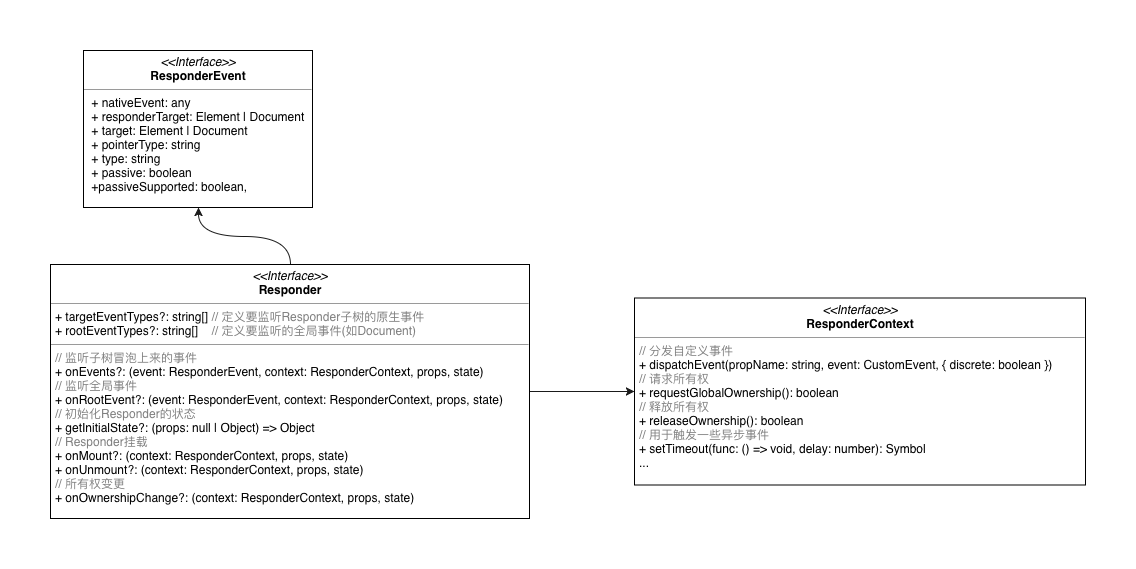 <<Interface>>
ResponderEvent
+ nativeEvent: any
+ responderTarget: Element | Document
+ target: Element | Document
+ pointerType: string
+ type: string
+ passive: boolean
+passiveSupported: boolean,
<<Interface>>
Responder
+ targetEventTypes?: string[] // 定义要监听Responder子树的原生事件
+ rootEventTypes?: string[] // 定义要监听的全局事件(如Document)
// 监听子树冒泡上来的事件
+ onEvents?: (event: ResponderEvent, context: ResponderContext, props, state)
// 监听全局事件
+ onRootEvent?: (event: ResponderEvent, context: ResponderContext, props, state)
// 初始化Responder的状态
+ getInitialState?: (props: null | Object) => Object
// Responder挂载
+ onMount?: (context: ResponderContext, props, state)
+ onUnmount?: (context: ResponderContext, props, state)
// 所有权变更
+ onOwnershipChange?: (context: ResponderContext, props, state)
<<Interface>>
ResponderContext
// 分发自定义事件
+ dispatchEvent(propName: string, event: CustomEvent, { discrete: boolean })
// 请求所有权
+ requestGlobalOwnership(): boolean
// 释放所有权
+ releaseOwnership(): boolean
// 用于触发一些异步事件
+ setTimeout(func: () => void, delay: number): Symbol
...